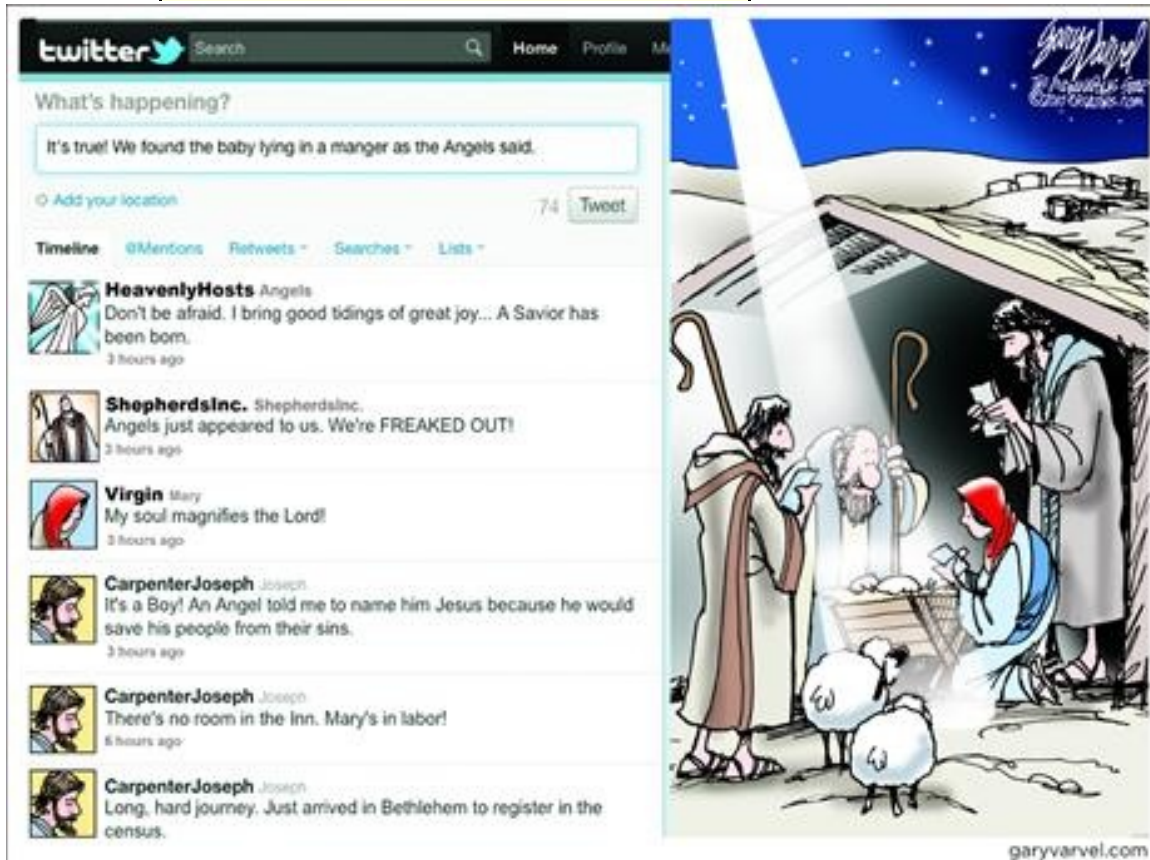 twitter Search Home Profile
What's happening?
It's true! We found the baby lying in a manger as the Angels said.
Add your location 74 Tweet
Timeline @Mentions Retweets Searches Lists
HeavenlyHosts Angels
Don't be afraid. I bring good tidings of great joy... A Savior has
been born.
3 hours ago
ShepherdsInc. ShepherdsInc.
Angels just appeared to us. We're FREAKED OUT!
3 hours ago
Virgin Mary
My soul magnifies the Lord!
3 hours ago
CarpenterJoseph Joseph
It's a Boy! An Angel told me to name him Jesus because he would
save his people from their sins.
3 hours ago
CarpenterJoseph Joseph
There's no room in the Inn. Mary's in labor!
6 hours ago
CarpenterJoseph Joseph
Long, hard journey. Just arrived in Bethlehem to register in the
census.
Gary Varvel
garyvarvel.com